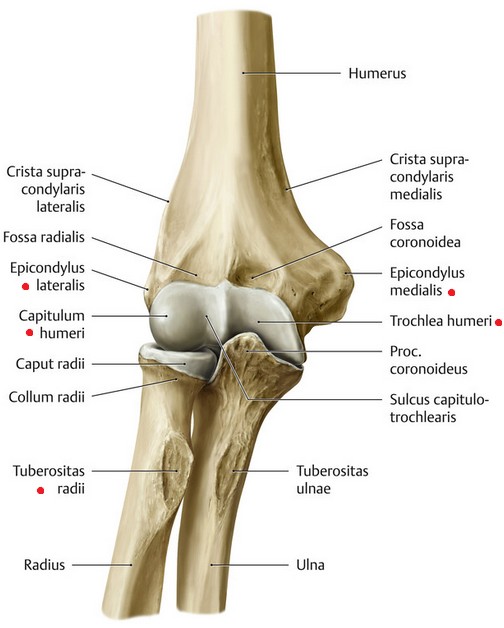 Humerus
Crista supra-
condylaris
lateralis
Fossa radialis
Epicondylus
lateralis
Capitulum
humeri
Caput radii
Collum radii
Tuberositas
radii
Radius
Crista supra-
condylaris
medialis
Fossa
coronoidea
Epicondylus
medialis
Trochlea humeri
Proc.
coronoideus
Sulcus capitulo-
trochlearis
Tuberositas
ulnae
Ulna